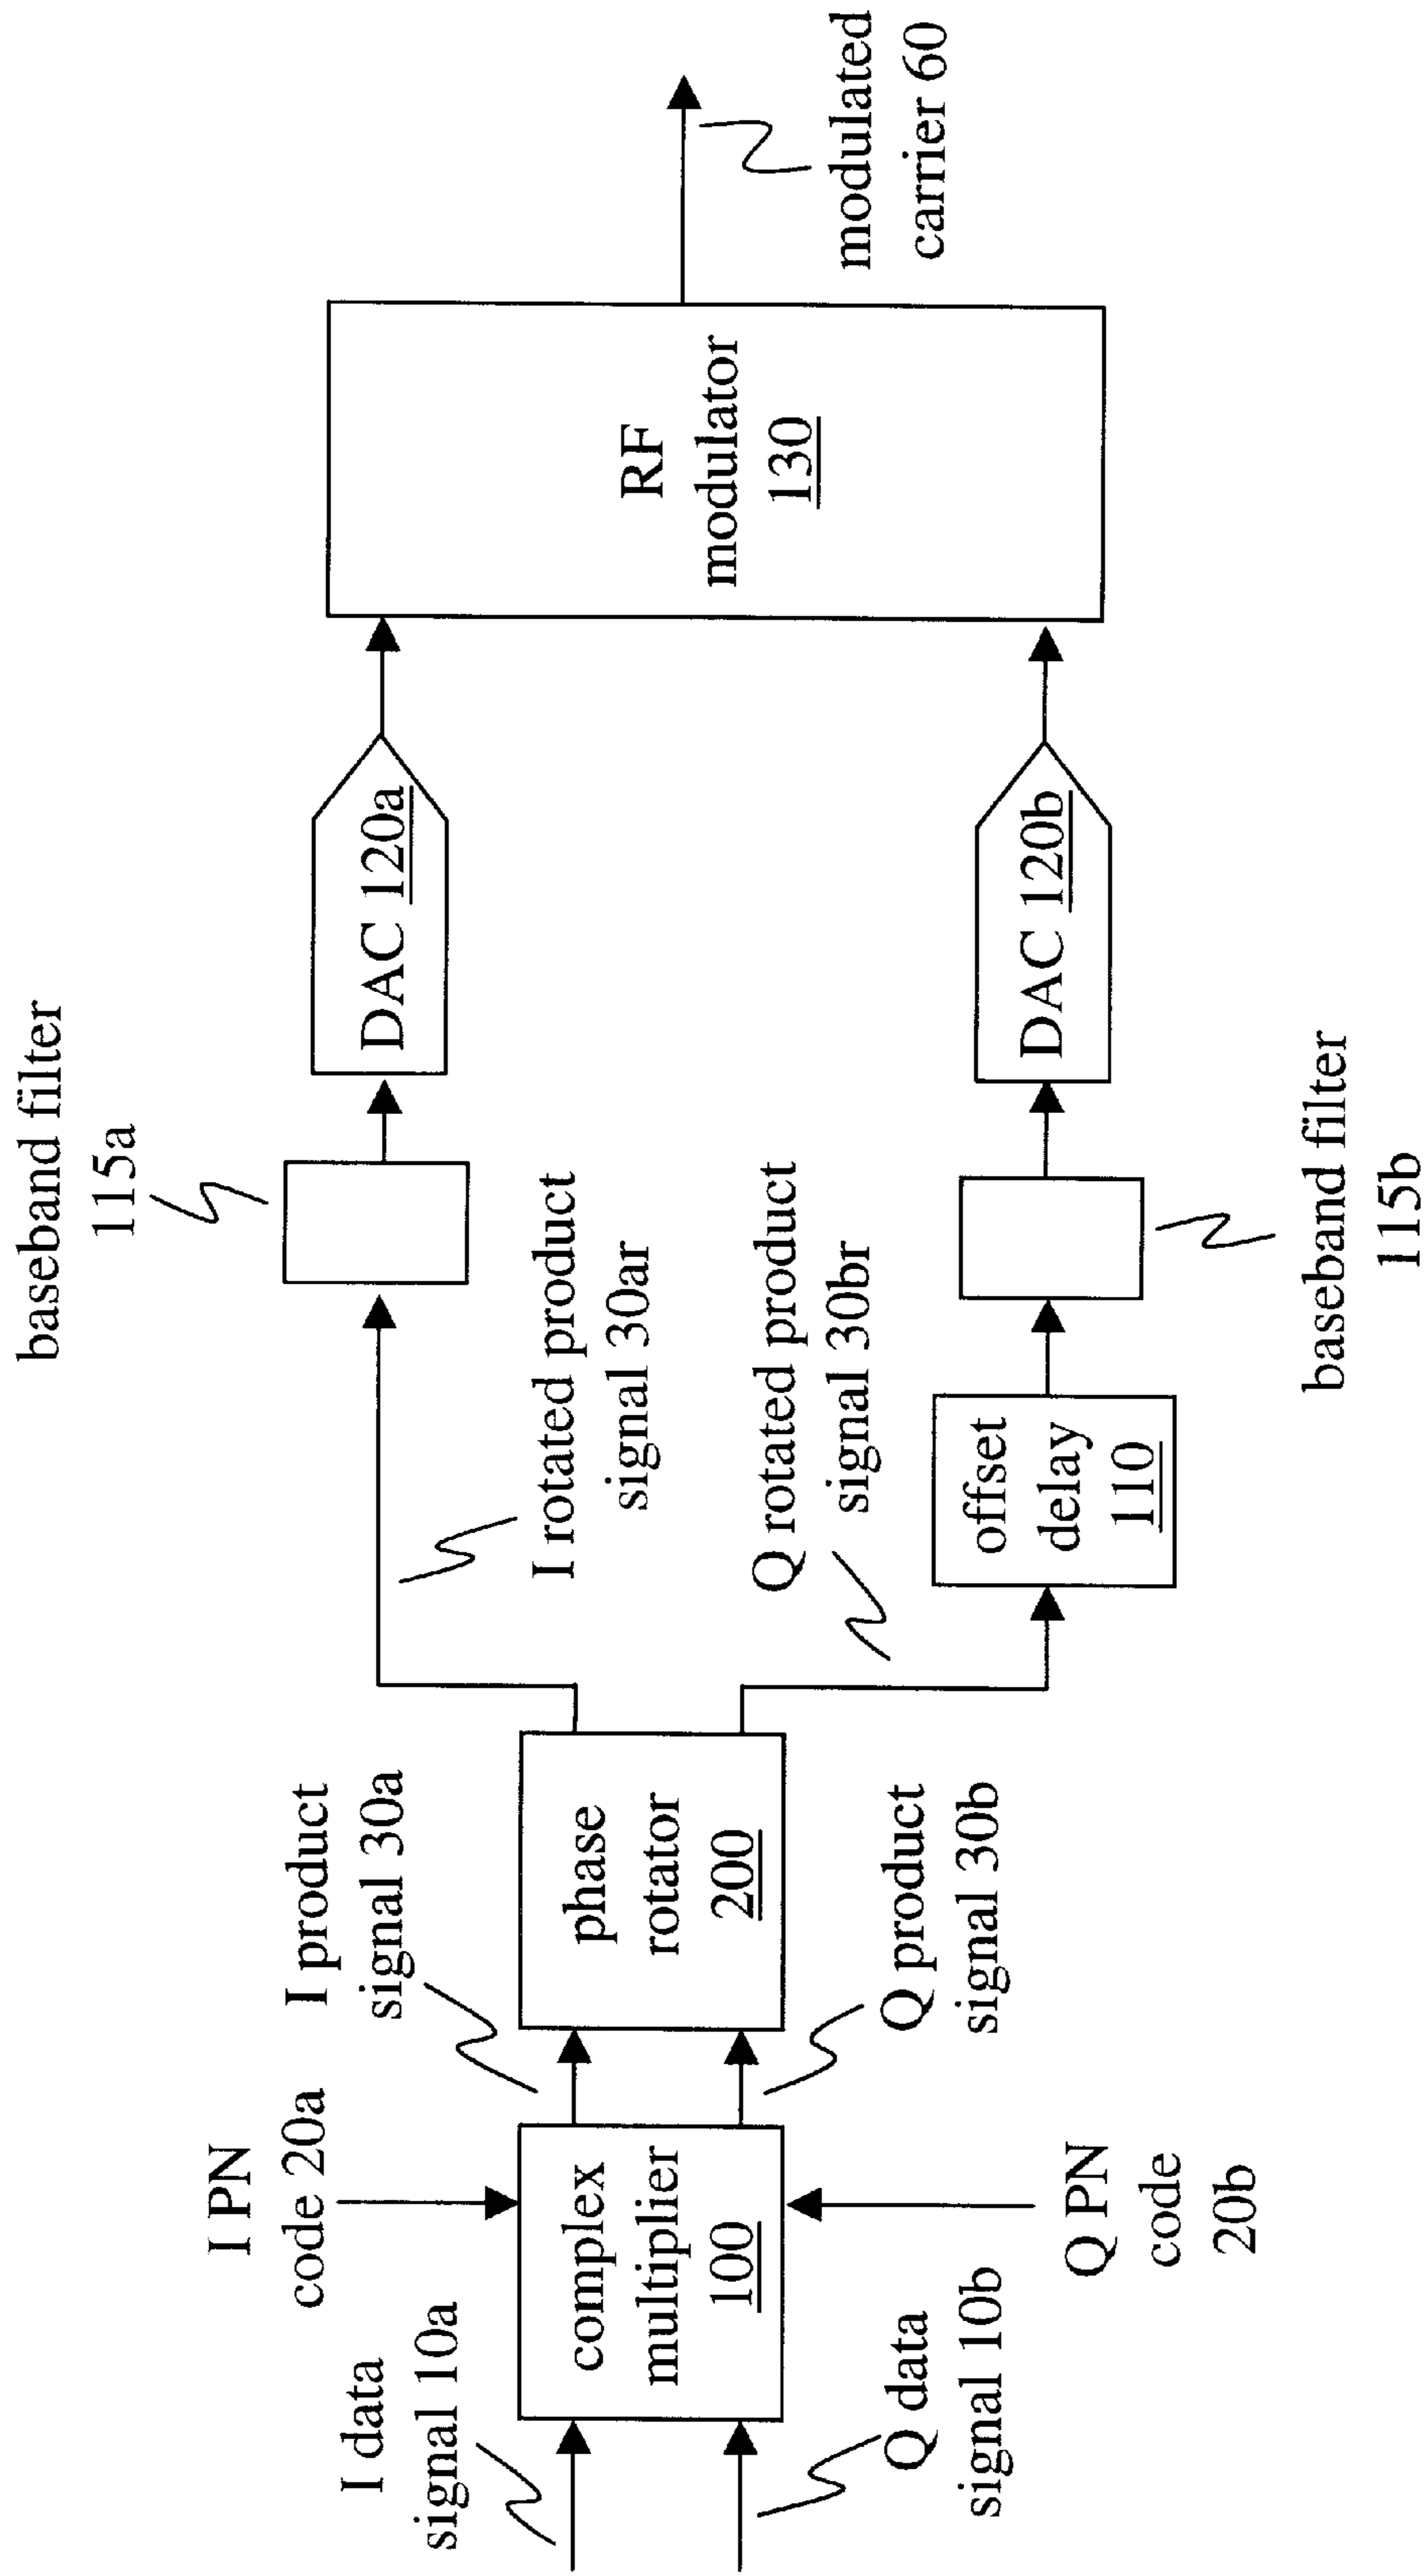 I data
signal 10a
Q data
signal 10b
I PN
code 20a
complex
multiplier
100
Q PN
code
20b
I product
signal 30a
Q product
signal 30b
phase
rotator
200
I rotated product
signal 30ar
Q rotated product
signal 30br
offset
delay
110
baseband filter
115a
baseband filter
115b
DAC 120a
DAC 120b
RF
modulator
130
modulated
carrier 60